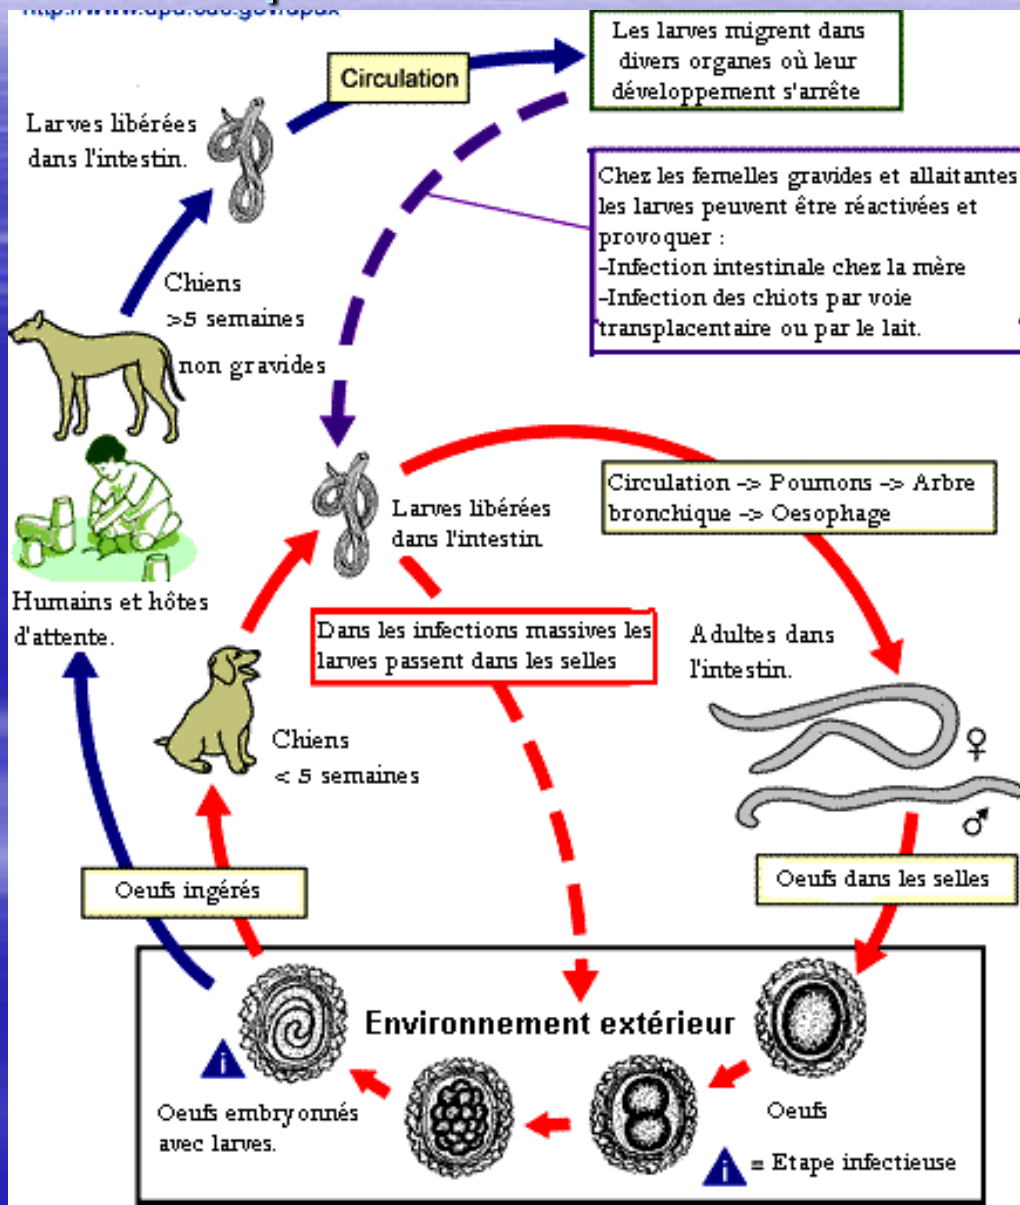 Les larves migrent dans
divers organes où leur
développement s'arrête
Circulation
Larves libérées
dans l'intestin.
Chez les femelles gravides et allaitantes
les larves peuvent être réactivées et
provoquer :
-Infection intestinale chez la mère
-Infection des chiots par voie
transplacentaire ou par le lait.
Chiens
>5 semaines
non gravides
Circulation -> Poumons -> Arbre
bronchique -> Oesophage
Larves libérées
dans l'intestin
Humains et hôtes
d'attente.
Dans les infections massives les
larves passent dans les selles
Adultes dans
l'intestin.
♀
♂
Chiens
< 5 semaines
Oeufs ingérés
Oeufs dans les selles
Environnement extérieur
i
Oeufs embryonnés
avec larves.
Oeufs
i = Etape infectieuse